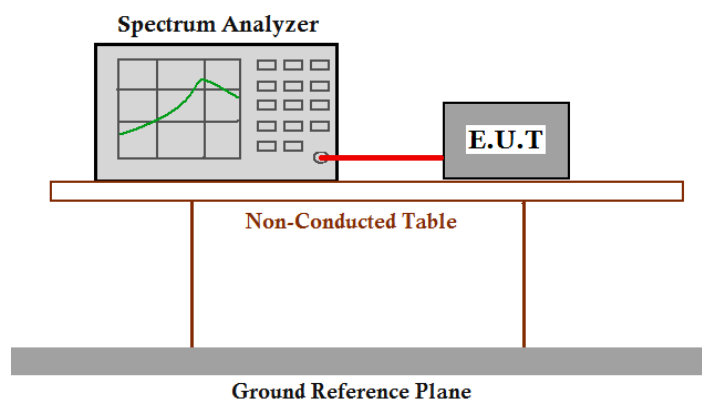 Spectrum Analyzer
E.U.T
Non-Conducted Table
Ground Reference Plane